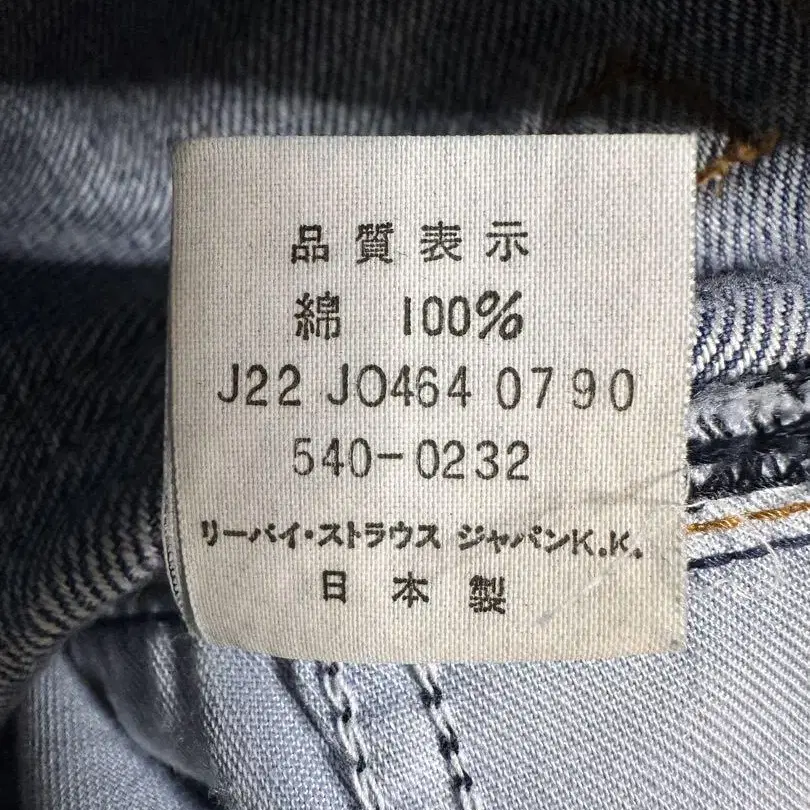 品質表示
綿 100%
J22 JO464 0790
540-0232
リーバイ・ストラウス ジャパンK.K.
日本製